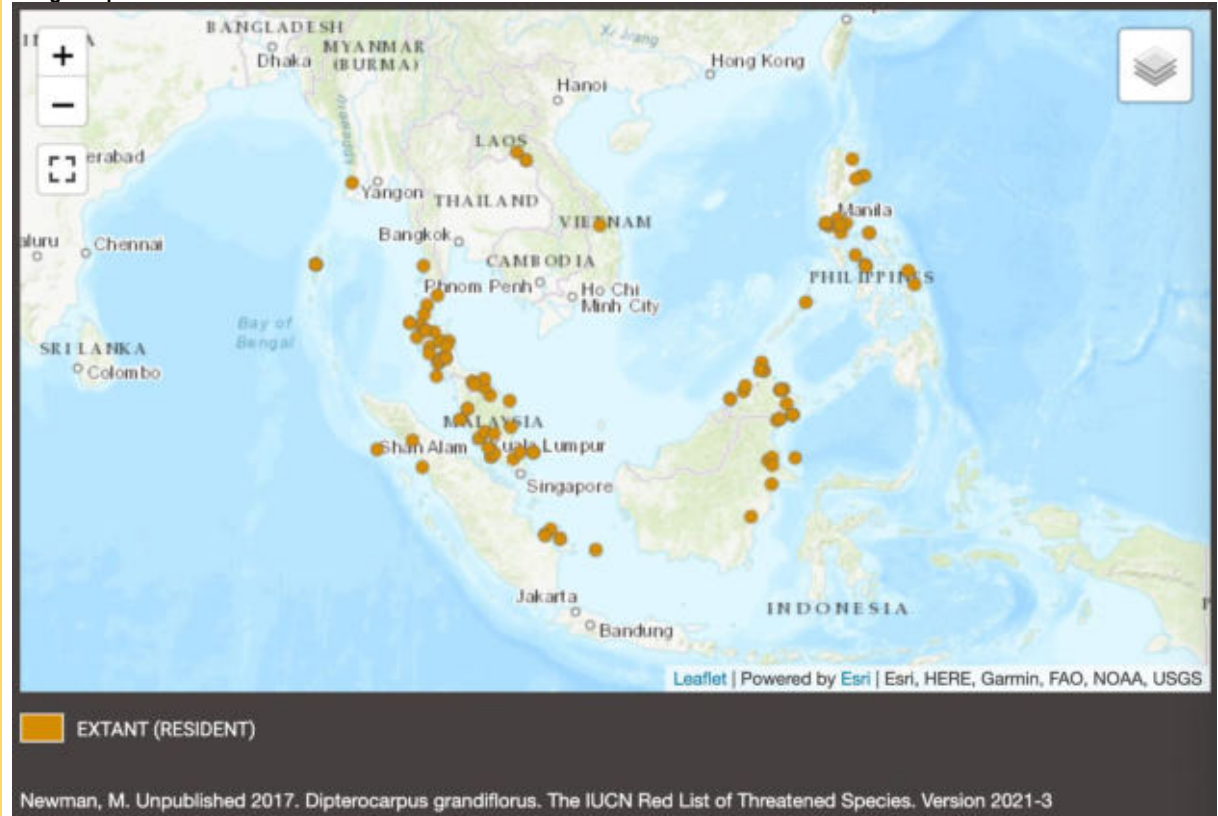 BANGLADESH
MYANMAR
(BURMA)
Dhaka
Xi Jiang
Hong Kong
Hanoi
LAOS
erabad
Yangon
THAILAND
Manila
VIETNAM
aluru
Chennai
Bangkok
CAMBODIA
PHILIPPINES
Phnom Penh
Ho Chi
Minh City
Bay of
Bengal
SRI LANKA
Colombo
MALAYSIA
Shah Alam
Kuala Lumpur
Singapore
Jakarta
INDONESIA
Bandung
Leaflet | Powered by Esri | Esri, HERE, Garmin, FAO, NOAA, USGS
EXTANT (RESIDENT)
Newman, M. Unpublished 2017. Dipterocarpus grandiflorus. The IUCN Red List of Threatened Species. Version 2021-3